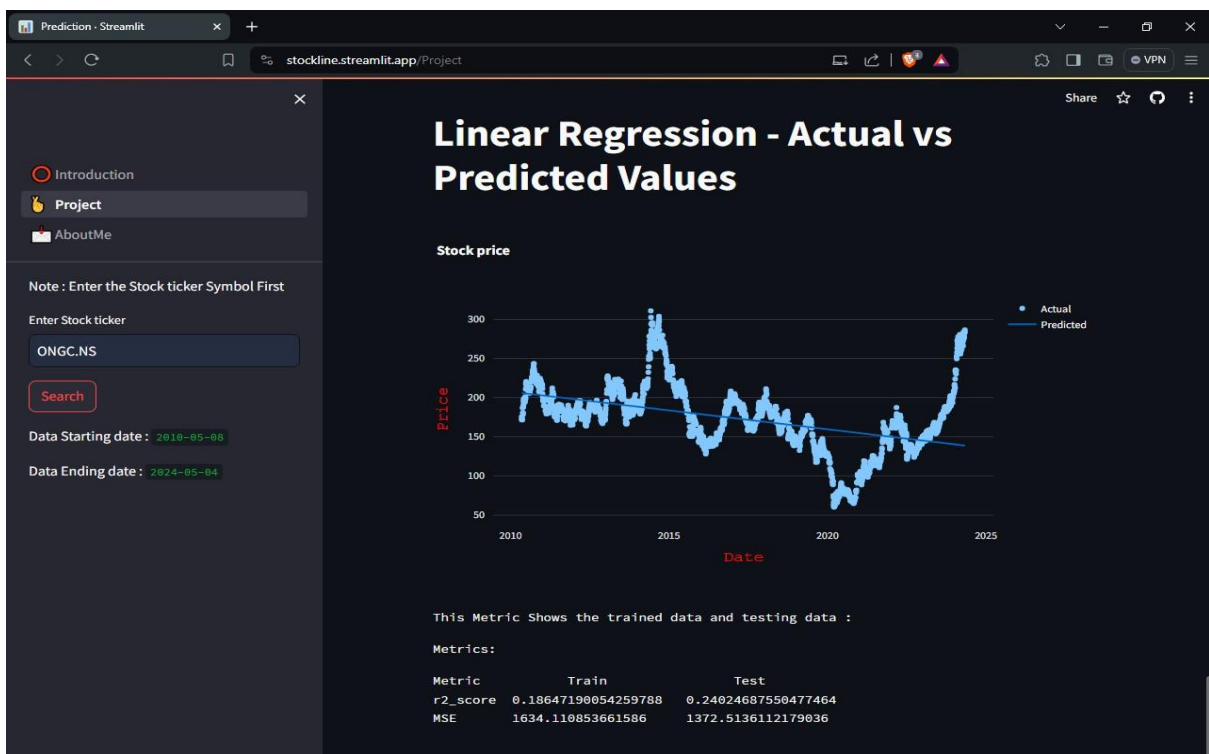 Prediction · Streamlit
stockline.streamlit.app/Project
VPN
Share
Introduction
Project
AboutMe
Note : Enter the Stock ticker Symbol First
Enter Stock ticker
ONGC.NS
Search
Data Starting date : 2010-05-08
Data Ending date : 2024-05-04
Linear Regression - Actual vs
Predicted Values
Stock price
Actual
Predicted
300
250
200
150
100
50
Price
2010 2015 2020 2025
Date
This Metric Shows the trained data and testing data :
Metrics:
Metric Train Test
r2_score 0.18647190054259788 0.24024687550477464
MSE 1634.110853661586 1372.5136112179036